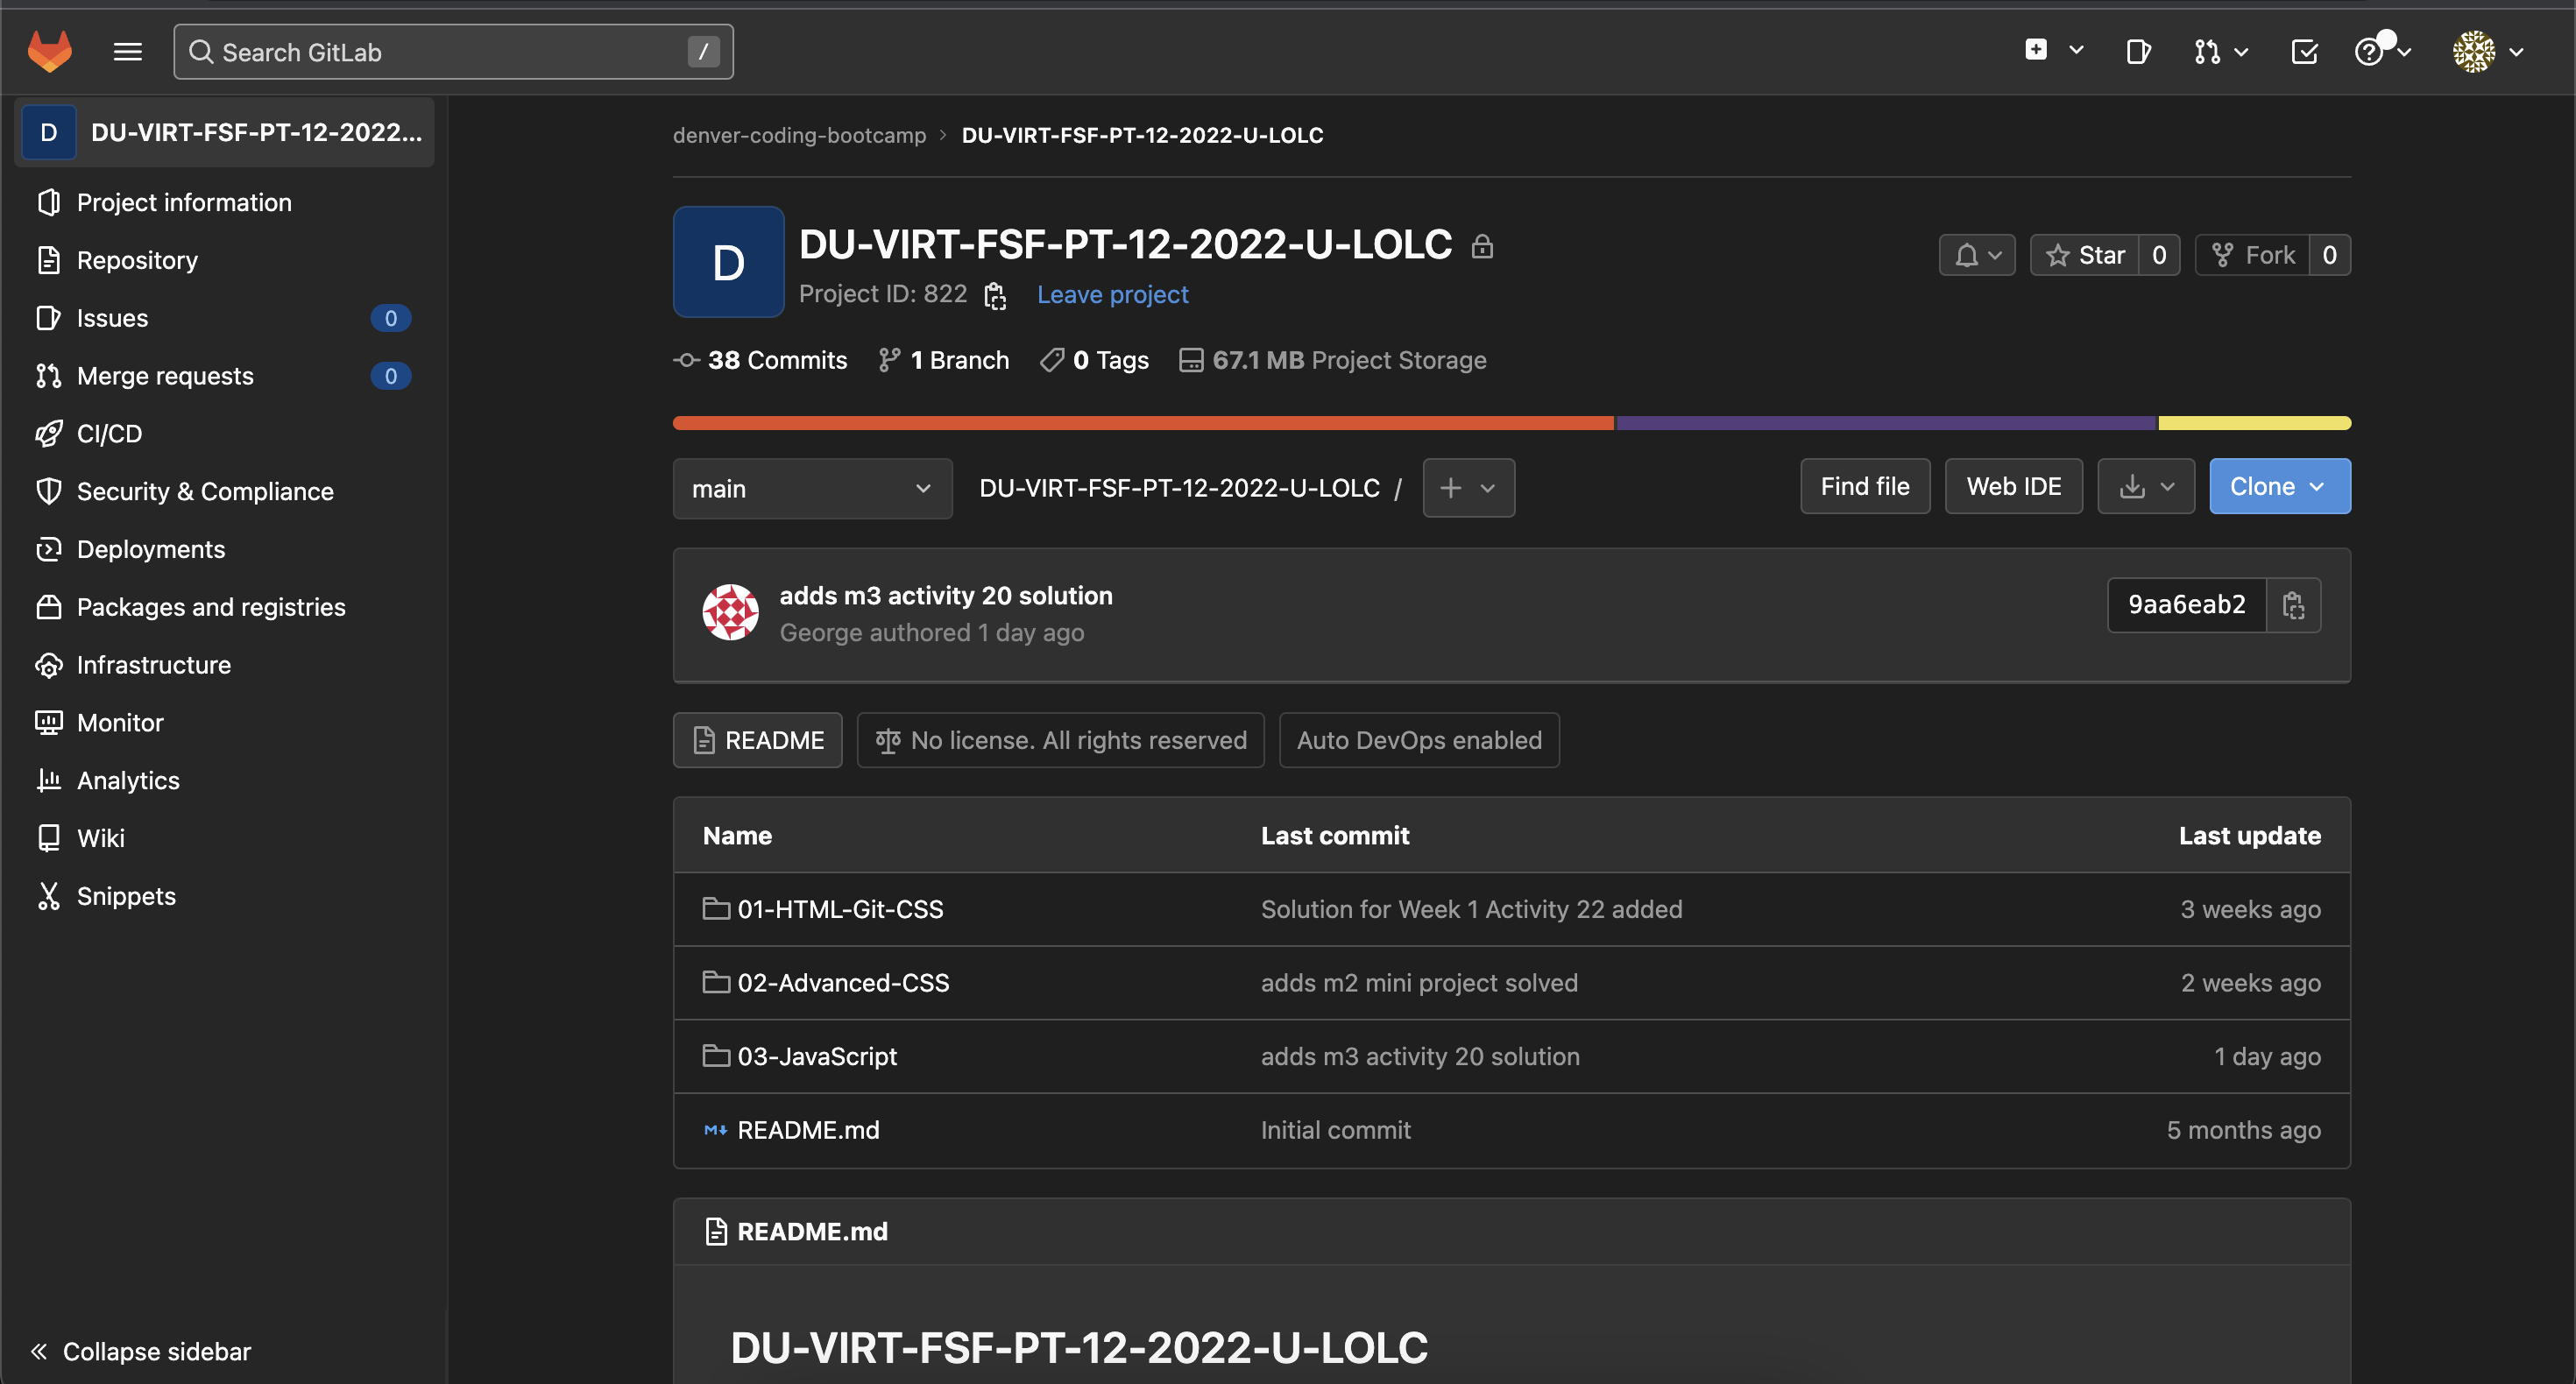 Search GitLab /
D DU-VIRT-FSF-PT-12-2022...
Project information
Repository
Issues 0
Merge requests 0
CI/CD
Security & Compliance
Deployments
Packages and registries
Infrastructure
Monitor
Analytics
Wiki
Snippets
Collapse sidebar
denver-coding-bootcamp > DU-VIRT-FSF-PT-12-2022-U-LOLC
D
DU-VIRT-FSF-PT-12-2022-U-LOLC
Project ID: 822 Leave project
Star 0 Fork 0
38 Commits 1 Branch 0 Tags 67.1 MB Project Storage
main DU-VIRT-FSF-PT-12-2022-U-LOLC / + Find file Web IDE Clone
adds m3 activity 20 solution
George authored 1 day ago
9aa6eab2
README No license. All rights reserved Auto DevOps enabled
Name Last commit Last update
01-HTML-Git-CSS Solution for Week 1 Activity 22 added 3 weeks ago
02-Advanced-CSS adds m2 mini project solved 2 weeks ago
03-JavaScript adds m3 activity 20 solution 1 day ago
README.md Initial commit 5 months ago
README.md
DU-VIRT-FSF-PT-12-2022-U-LOLC